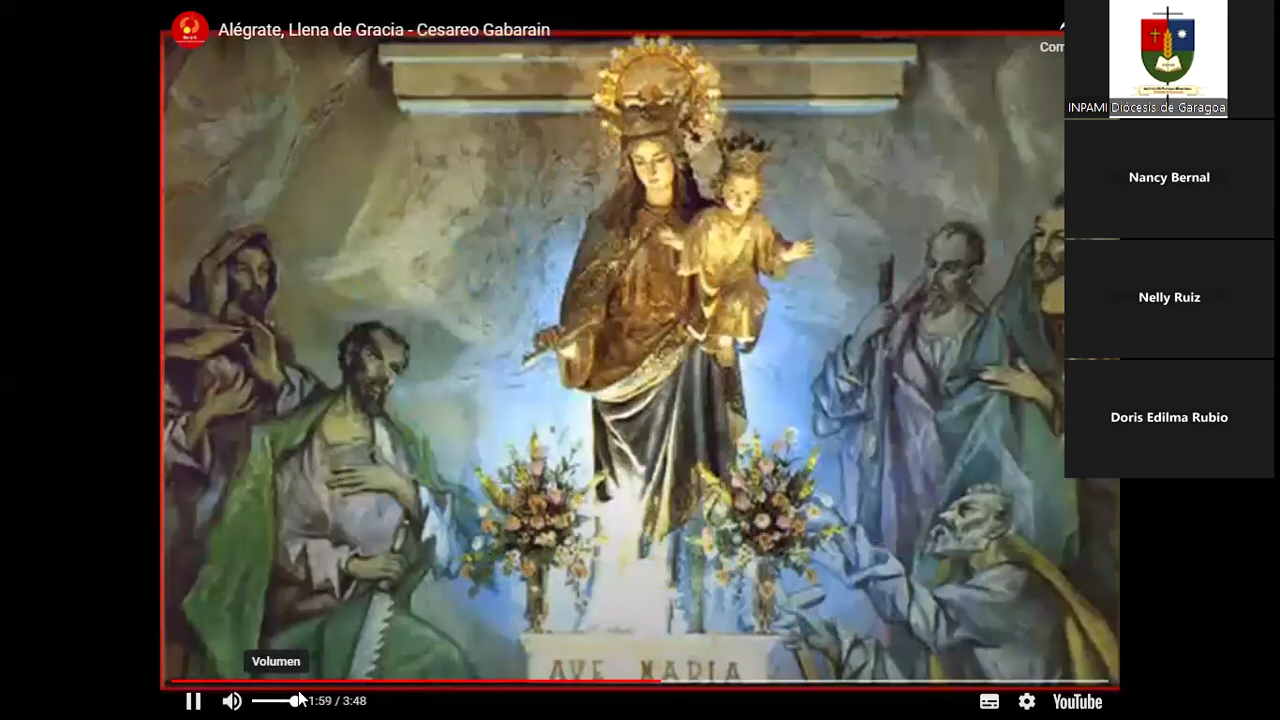 Alégrate, Llena de Gracia - Cesareo Gabarain
Com
INPAMI Diócesis de Garagoa
Nancy Bernal
Nelly Ruiz
Doris Edilma Rubio
AVE MARIA
Volumen
1:59 / 3:48
YouTube